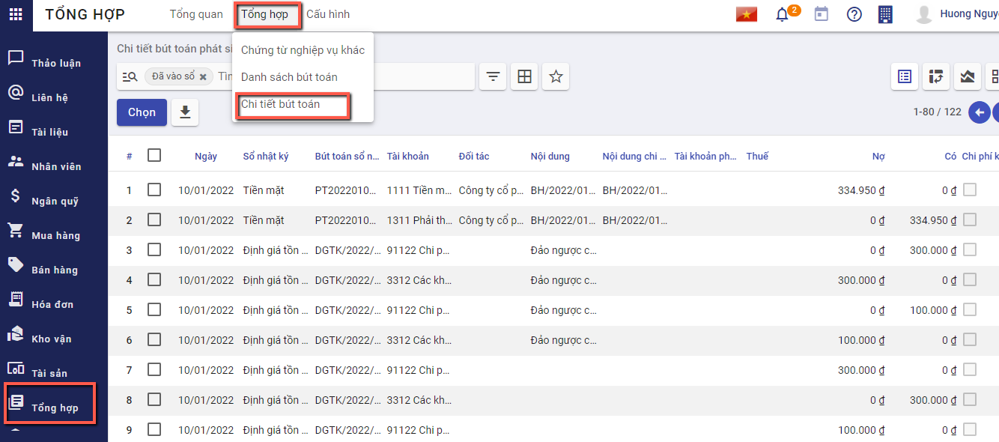 TỔNG HỢP Tổng quan Tổng hợp Cấu hình 2 Huong Nguy
Thảo luận
Liên hệ
Tài liệu
Nhân viên
Ngân quỹ
Mua hàng
Bán hàng
Hóa đơn
Kho vận
Tài sản
Tổng hợp
Chi tiết bút toán phát si
Chứng từ nghiệp vụ khác
Danh sách bút toán
Chi tiết bút toán
Đã vào sổ Tìn
Chọn 1-80 / 122
# Ngày Sổ nhật ký Bút toán sổ n... Tài khoản Đối tác Nội dung Nội dung chi ... Tài khoản ph... Thuế Nợ Có Chi phí k
1 10/01/2022 Tiền mặt PT2022010... 1111 Tiền m... Công ty cổ p... BH/2022/01... BH/2022/01... 334.950 ₫ 0 ₫
2 10/01/2022 Tiền mặt PT2022010... 1311 Phải th... Công ty cổ p... BH/2022/01... BH/2022/01... 0 ₫ 334.950 ₫
3 10/01/2022 Định giá tồn ... DGTK/2022/... 91122 Chi p... Đảo ngược c... 0 ₫ 300.000 ₫
4 10/01/2022 Định giá tồn ... DGTK/2022/... 3312 Các kh... Đảo ngược c... 300.000 ₫ 0 ₫
5 10/01/2022 Định giá tồn ... DGTK/2022/... 91122 Chi p... Đảo ngược c... 0 ₫ 100.000 ₫
6 10/01/2022 Định giá tồn ... DGTK/2022/... 3312 Các kh... Đảo ngược c... 100.000 ₫ 0 ₫
7 10/01/2022 Định giá tồn ... DGTK/2022/... 91122 Chi p... 300.000 ₫ 0 ₫
8 10/01/2022 Định giá tồn ... DGTK/2022/... 3312 Các kh... 0 ₫ 300.000 ₫
9 10/01/2022 Định giá tồn ... DGTK/2022/... 91122 Chi p... 100.000 ₫ 0 ₫